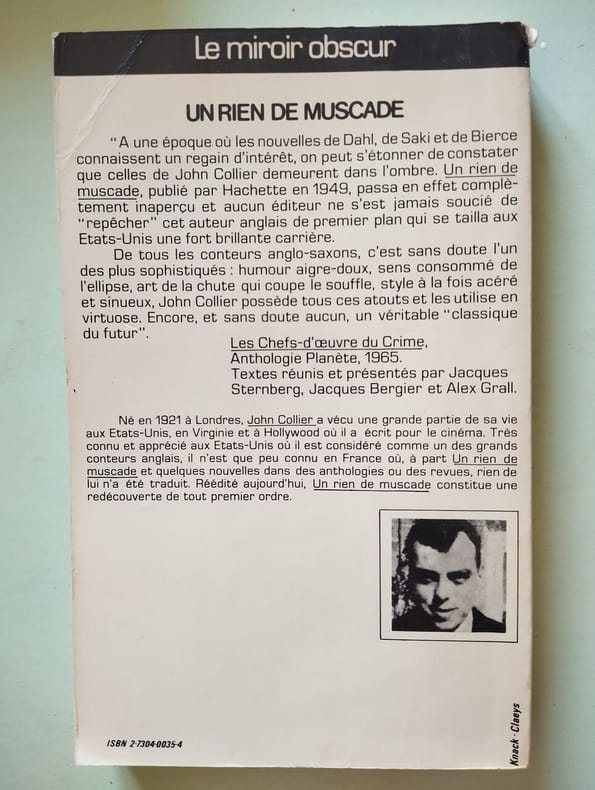 Le miroir obscur
UN RIEN DE MUSCADE
"A une époque où les nouvelles de Dahl, de Saki et de Bierce
connaissent un regain d'intérêt, on peut s'étonner de constater
que celles de John Collier demeurent dans l'ombre. Un rien de
muscade, publié par Hachette en 1949, passa en effet complè-
tement inaperçu et aucun éditeur ne s'est jamais soucié de
"repêcher" cet auteur anglais de premier plan qui se tailla aux
Etats-Unis une fort brillante carrière.
De tous les conteurs anglo-saxons, c'est sans doute l'un
des plus sophistiqués : humour aigre-doux, sens consommé de
l'ellipse, art de la chute qui coupe le souffle, style à la fois acéré
et sinueux, John Collier possède tous ces atouts et les utilise en
virtuose. Encore, et sans doute aucun, un véritable "classique
du futur".
Les Chefs-d'œuvre du Crime,
Anthologie Planète, 1965.
Textes réunis et présentés par Jacques
Sternberg, Jacques Bergier et Alex Grall.
Né en 1921 à Londres, John Collier a vécu une grande partie de sa vie
aux Etats-Unis, en Virginie et à Hollywood où il a écrit pour le cinéma. Très
connu et apprécié aux Etats-Unis où il est considéré comme un des grands
conteurs anglais, il n'est que peu connu en France où, à part Un rien de
muscade et quelques nouvelles dans des anthologies ou des revues, rien de
lui n'a été traduit. Réédité aujourd'hui, Un rien de muscade constitue une
redécouverte de tout premier ordre.
ISBN 2-7304-0035-4
Knack - Claeys